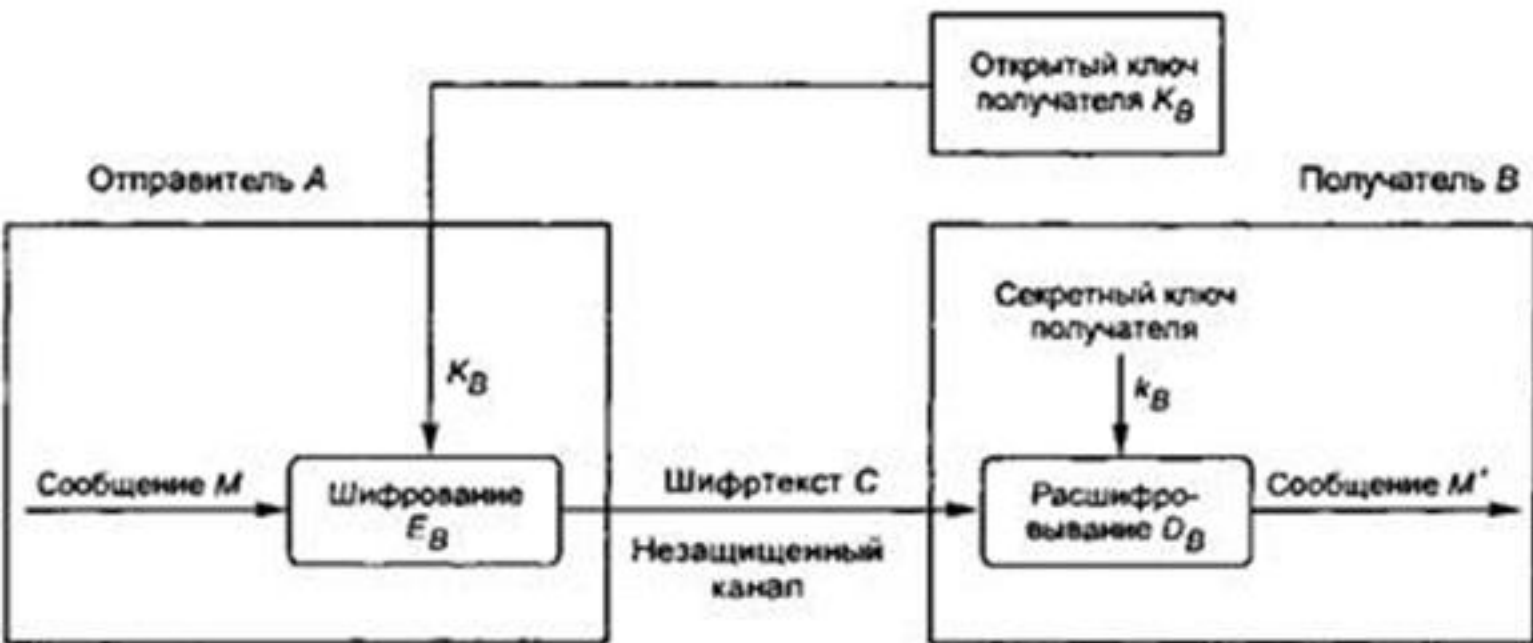 Открытый ключ
получателя K_B
Отправитель A
Получатель B
Секретный ключ
получателя
K_B
k_B
Сообщение M
Шифрование
E_B
Шифртекст C
Незащищенный
канал
Расшифро-
вывание D_B
Сообщение M'